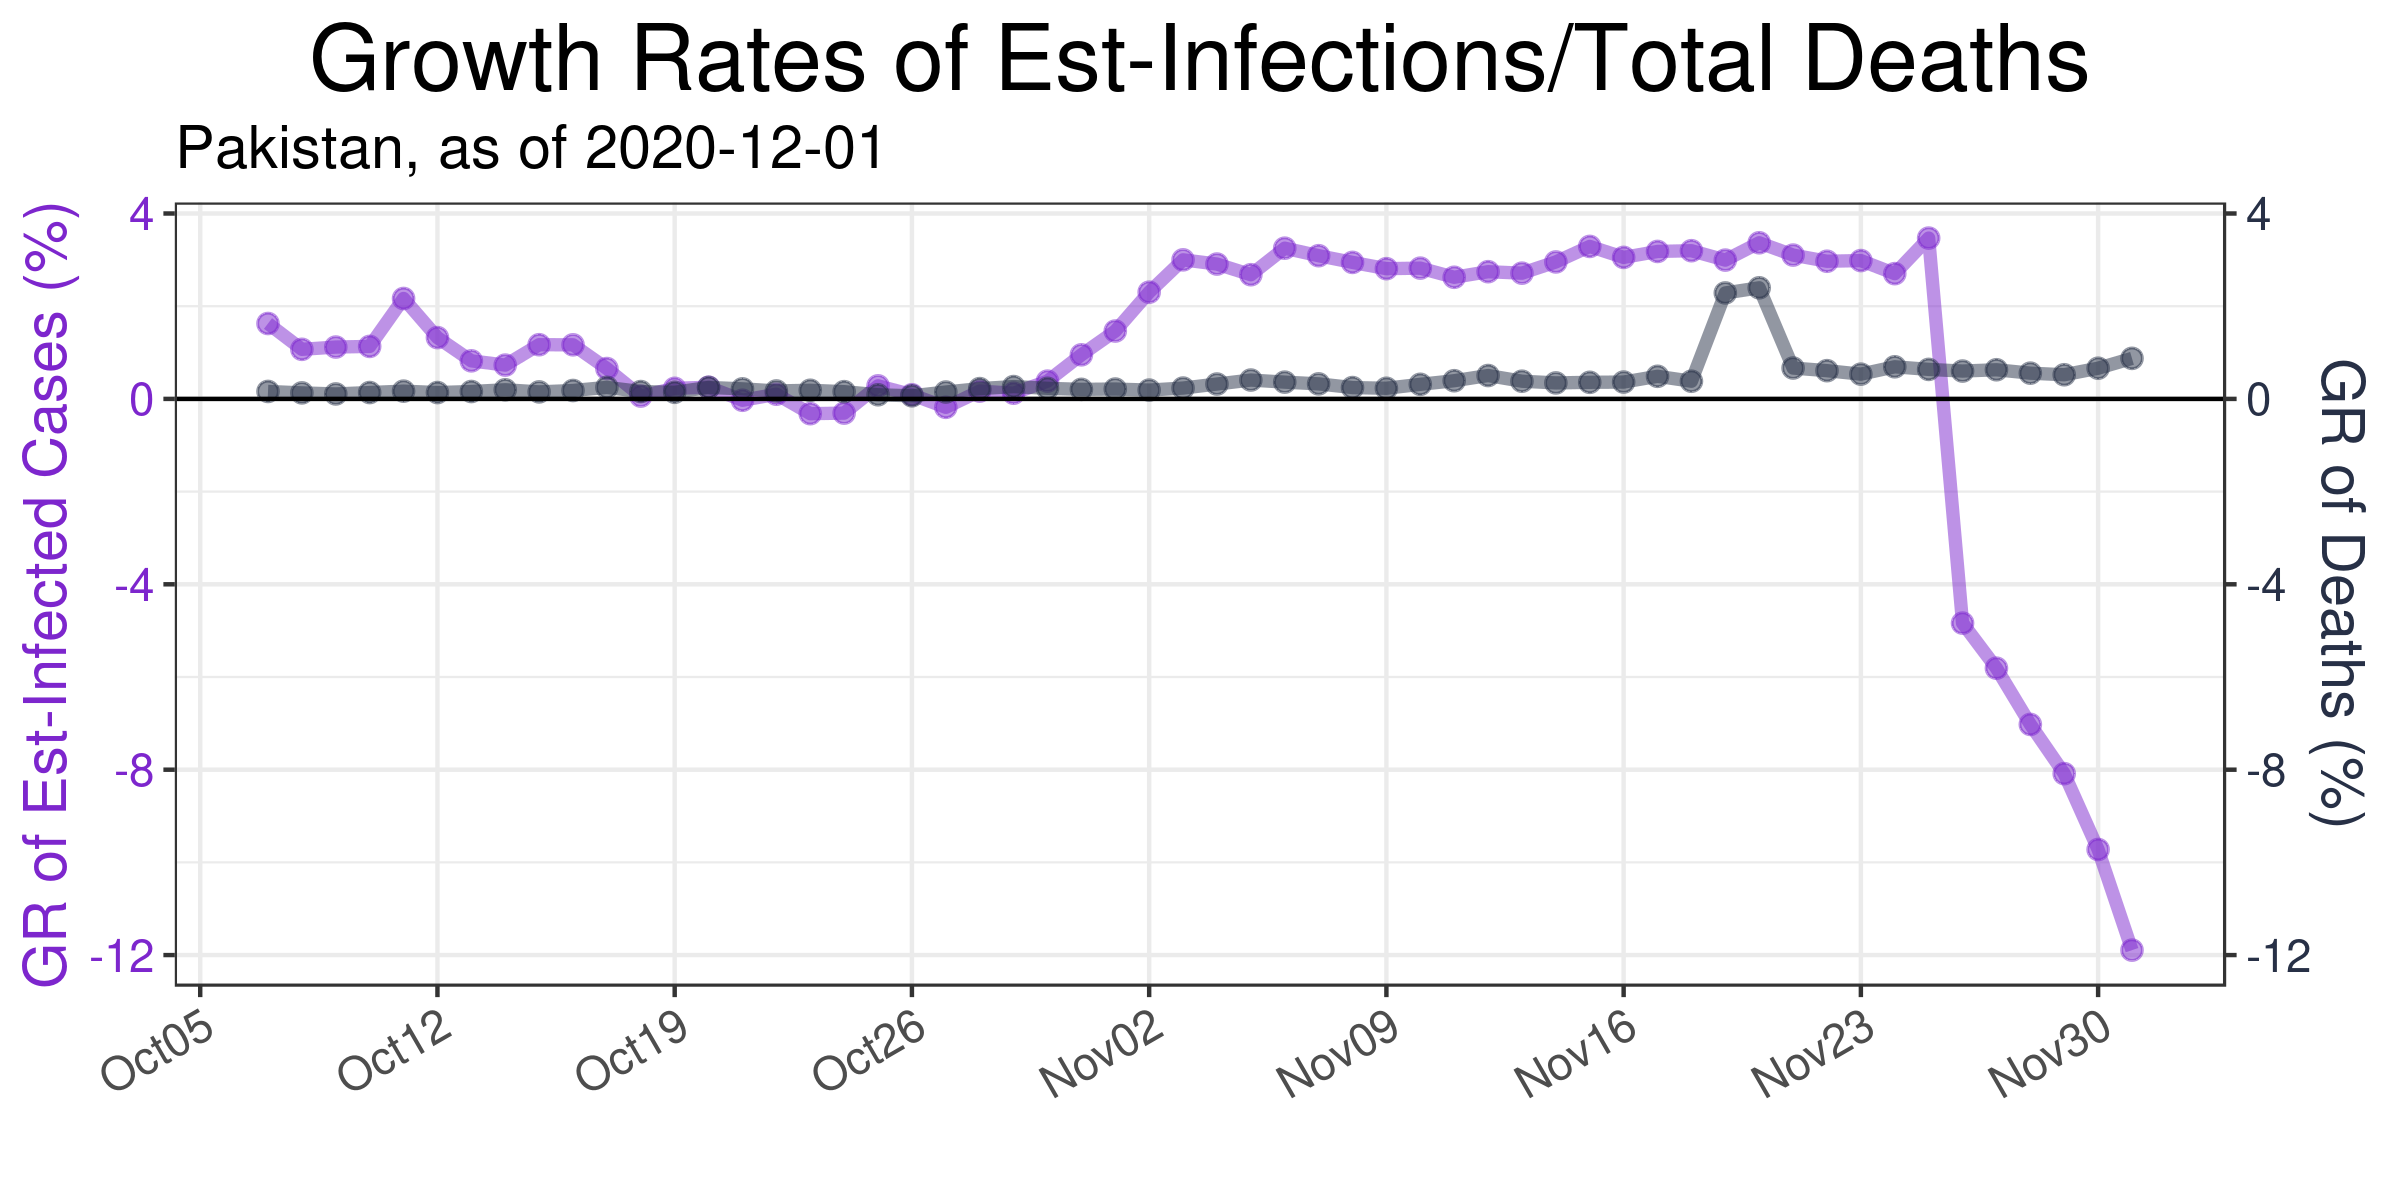 Growth Rates of Est-Infections/Total Deaths
Pakistan, as of 2020-12-01
GR of Est-Infected Cases (%)
4
0
-4
-8
-12
4
0
-4
-8
-12
GR of Deaths (%)
Oct05
Oct12
Oct19
Oct26
Nov02
Nov09
Nov16
Nov23
Nov30